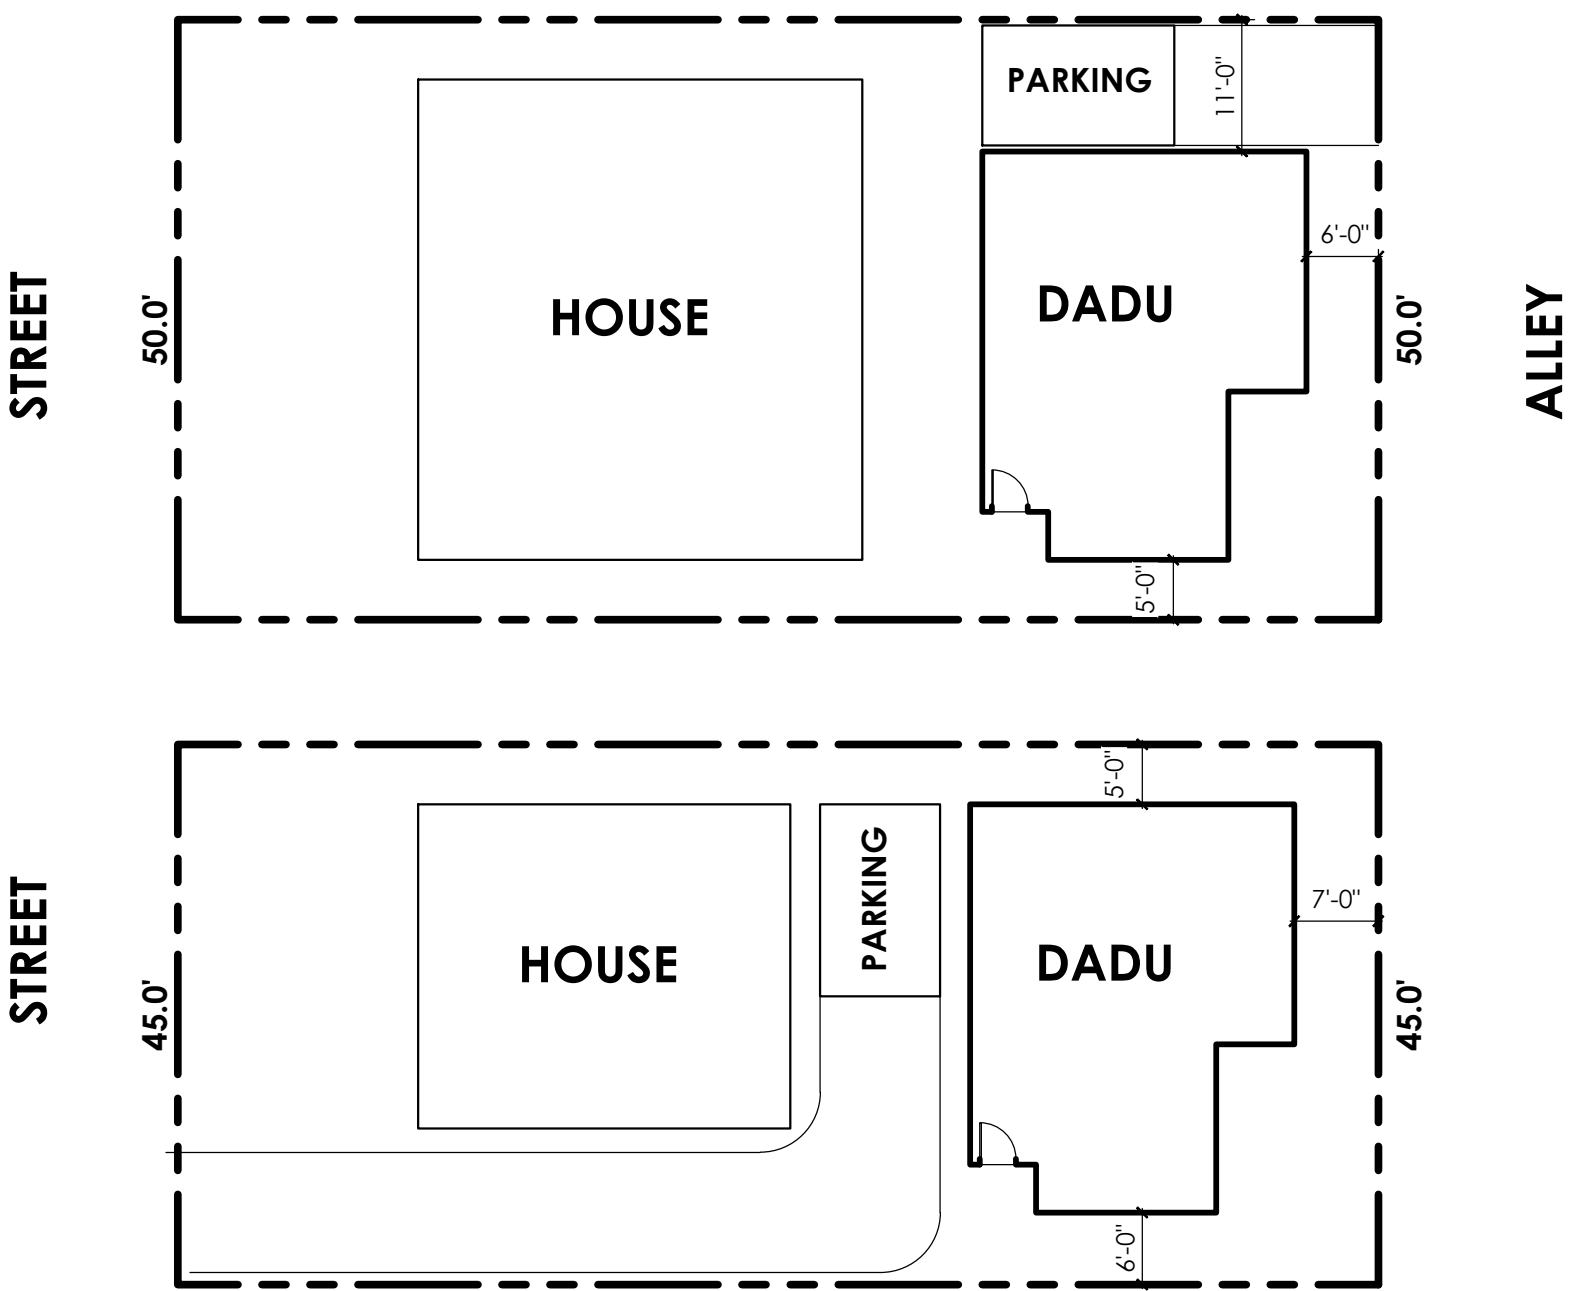 PARKING
11'-0"
6'-0"
STREET
50.0'
HOUSE
DADU
50.0'
ALLEY
5'-0"
5'-0"
PARKING
7'-0"
STREET
45.0'
HOUSE
DADU
45.0'
6'-0"